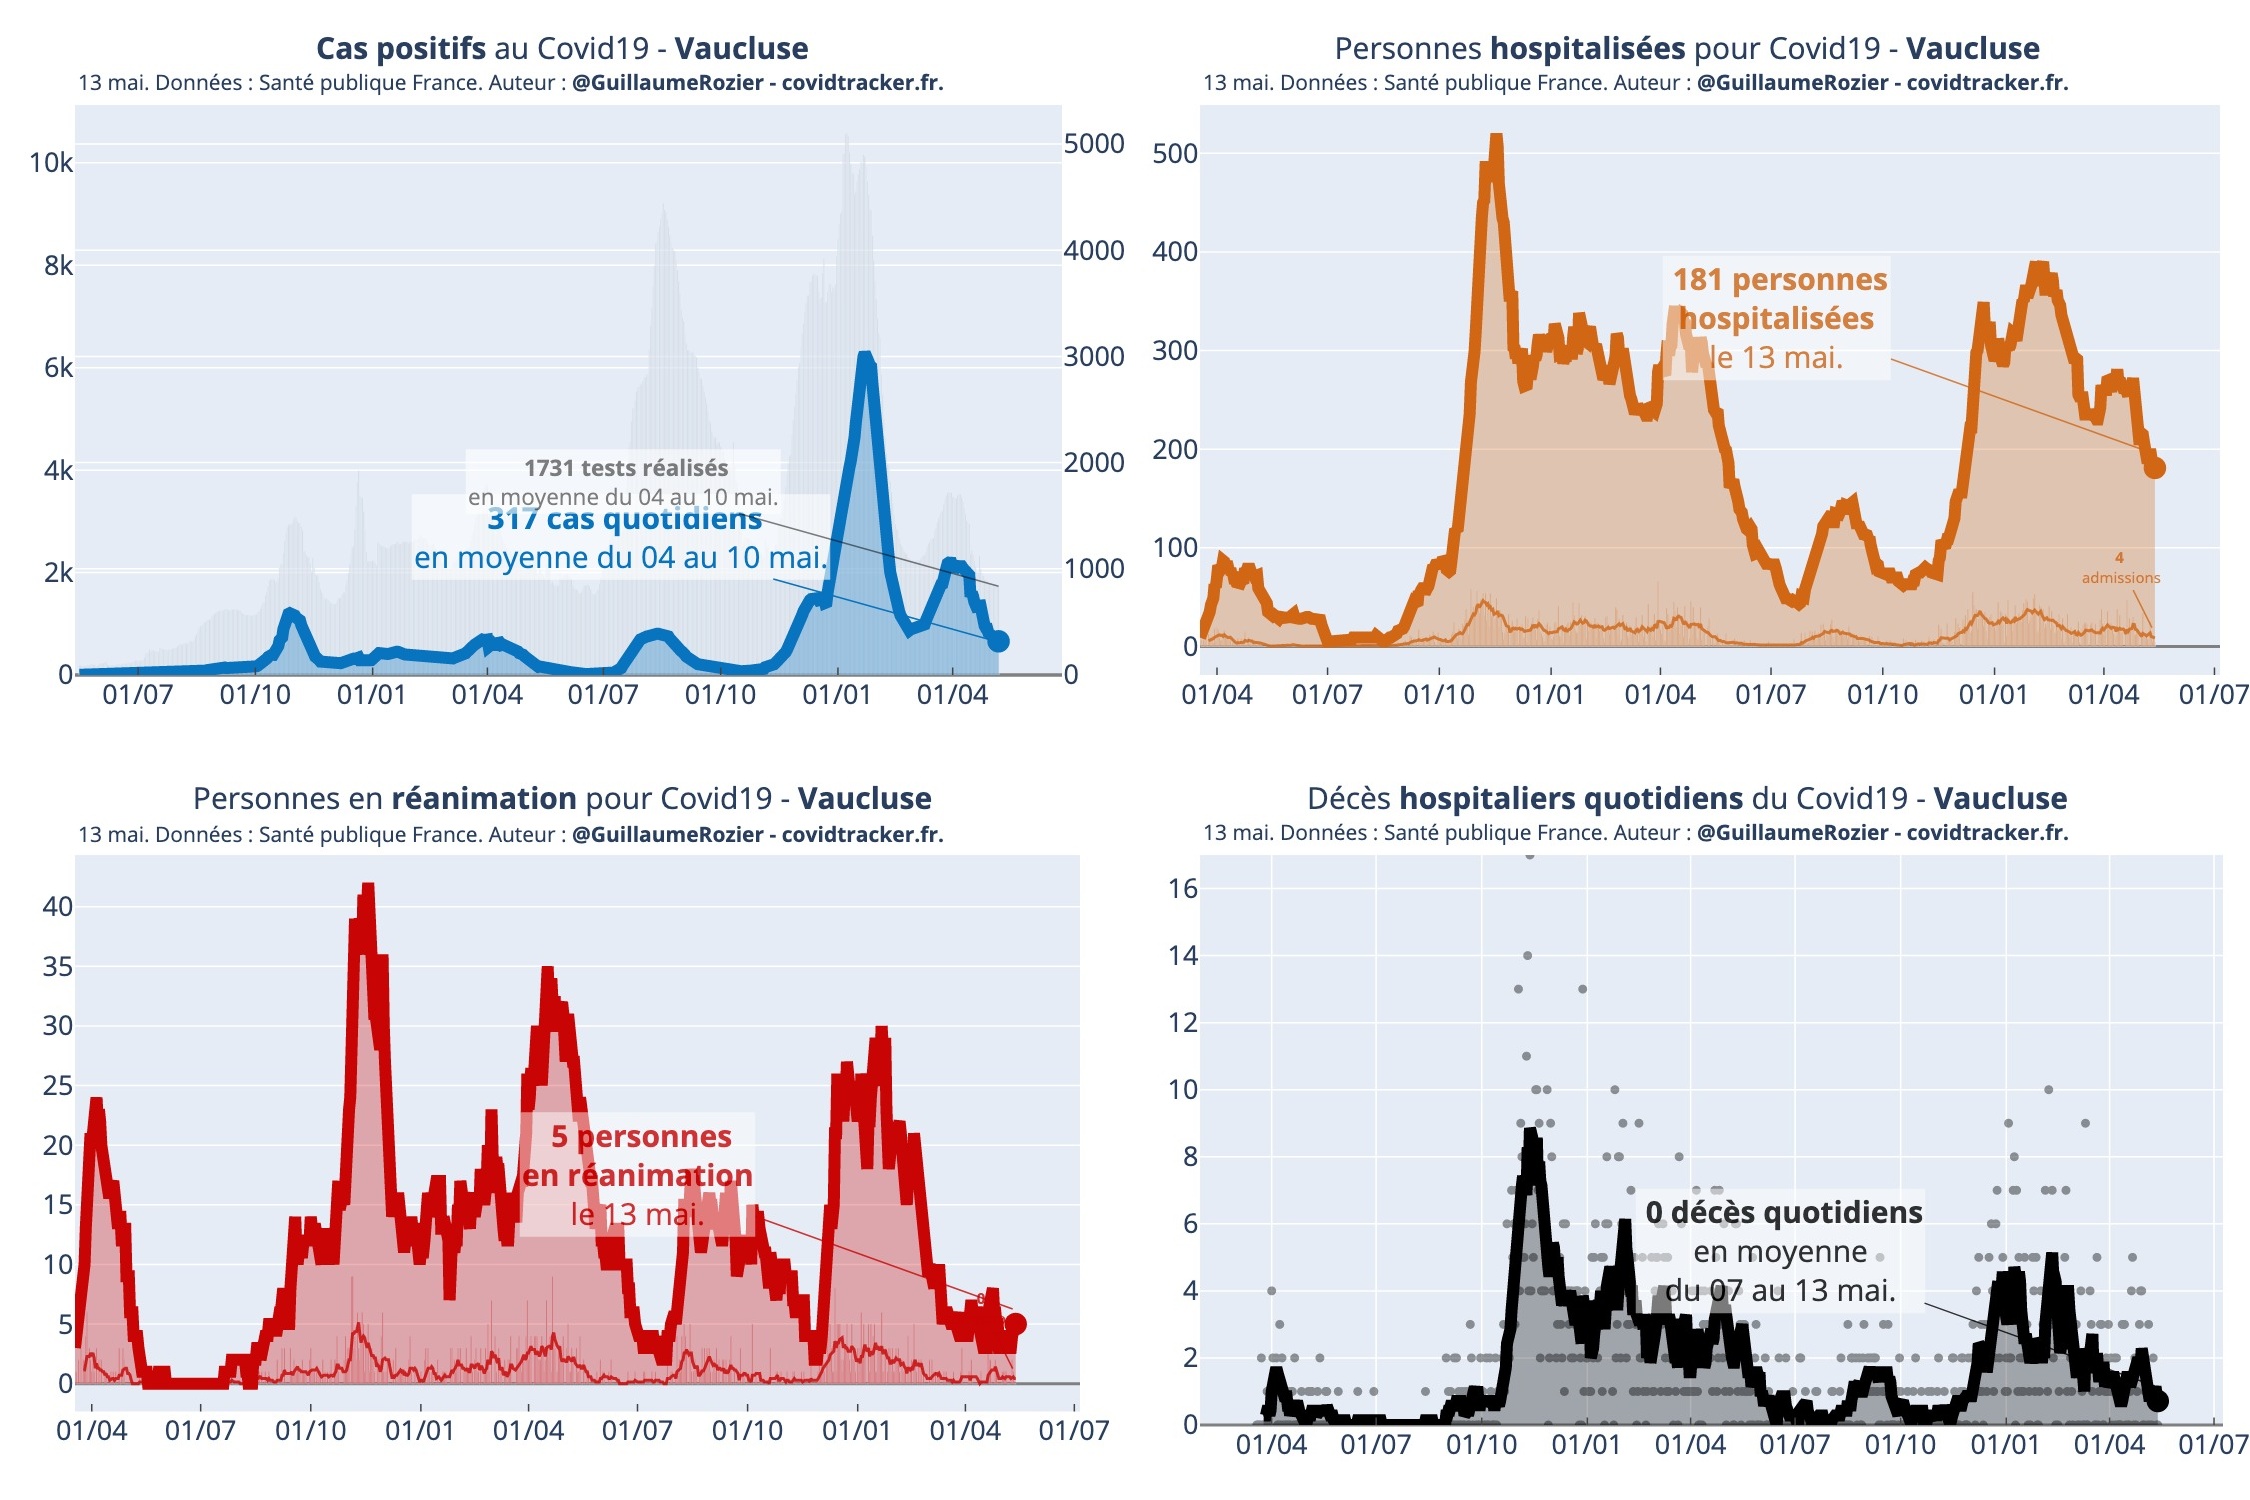 Cas positifs au Covid19 - Vaucluse
13 mai. Données : Santé publique France. Auteur : @GuillaumeRozier - covidtracker.fr.
10k
8k
6k
4k
2k
0
5000
4000
3000
2000
1000
0
1731 tests réalisés
en moyenne du 04 au 10 mai.
317 cas quotidiens
en moyenne du 04 au 10 mai.
01/07 01/10 01/01 01/04 01/07 01/10 01/01 01/04
Personnes hospitalisées pour Covid19 - Vaucluse
13 mai. Données : Santé publique France. Auteur : @GuillaumeRozier - covidtracker.fr.
500
400
300
200
100
0
181 personnes
hospitalisées
le 13 mai.
4
admissions
01/04 01/07 01/10 01/01 01/04 01/07 01/10 01/01 01/04 01/07
Personnes en réanimation pour Covid19 - Vaucluse
13 mai. Données : Santé publique France. Auteur : @GuillaumeRozier - covidtracker.fr.
40
35
30
25
20
15
10
5
0
5 personnes
en réanimation
le 13 mai.
01/04 01/07 01/10 01/01 01/04 01/07 01/10 01/01 01/04 01/07
Décès hospitaliers quotidiens du Covid19 - Vaucluse
13 mai. Données : Santé publique France. Auteur : @GuillaumeRozier - covidtracker.fr.
16
14
12
10
8
6
4
2
0
0 décès quotidiens
en moyenne
du 07 au 13 mai.
01/04 01/07 01/10 01/01 01/04 01/07 01/10 01/01 01/04 01/07